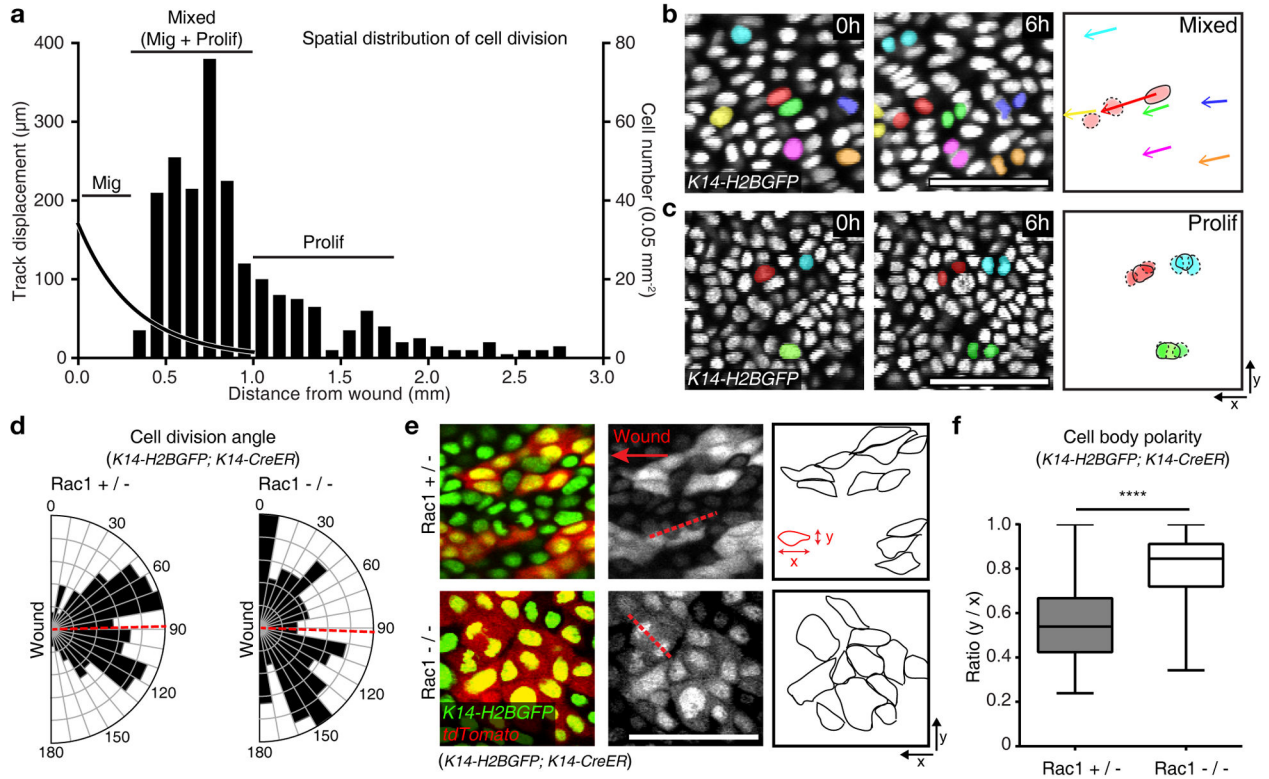 a
Mixed
(Mig + Prolif)
Spatial distribution of cell division
400
300
200
100
0
Track displacement (µm)
Mig
Prolif
80
60
40
20
0
Cell number (0.05 mm-2)
0.0
0.5
1.0
1.5
2.0
2.5
3.0
Distance from wound (mm)
b
0h
6h
Mixed
K14-H2BGFP
c
0h
6h
Prolif
K14-H2BGFP
y
x
d
Cell division angle
(K14-H2BGFP; K14-CreER)
Rac1 + / -
Rac1 - / -
0
30
60
90
120
150
180
Wound
0
30
60
90
120
150
180
Wound
e
Rac1 + / -
Wound
y
x
Rac1 - / -
K14-H2BGFP
tdTomato
(K14-H2BGFP; K14-CreER)
y
x
f
Cell body polarity
(K14-H2BGFP; K14-CreER)
****
1.0
0.8
0.6
0.4
0.2
0
Ratio (y / x)
Rac1 + / -
Rac1 - / -